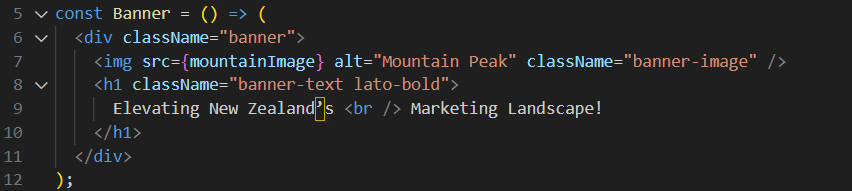 5 const Banner = () => (
6 <div className="banner">
7 <img src={mountainImage} alt="Mountain Peak" className="banner-image" />
8 <h1 className="banner-text lato-bold">
9 Elevating New Zealand’s <br /> Marketing Landscape!
10 </h1>
11 </div>
12 );